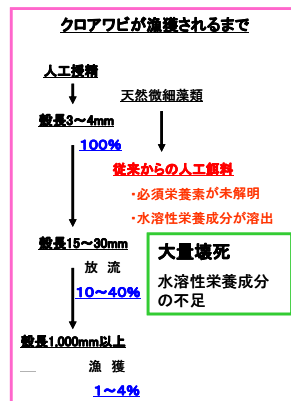 クロアワビが漁獲されるまで
人工授精
天然微細藻類
殻長3～4mm
100%
従来からの人工餌料
・必須栄養素が未解明
・水溶性栄養成分が溶出
殻長15～30mm
放 流
10～40%
大量壊死
水溶性栄養成分
の不足
殻長1,000mm以上
漁 獲
1～4%